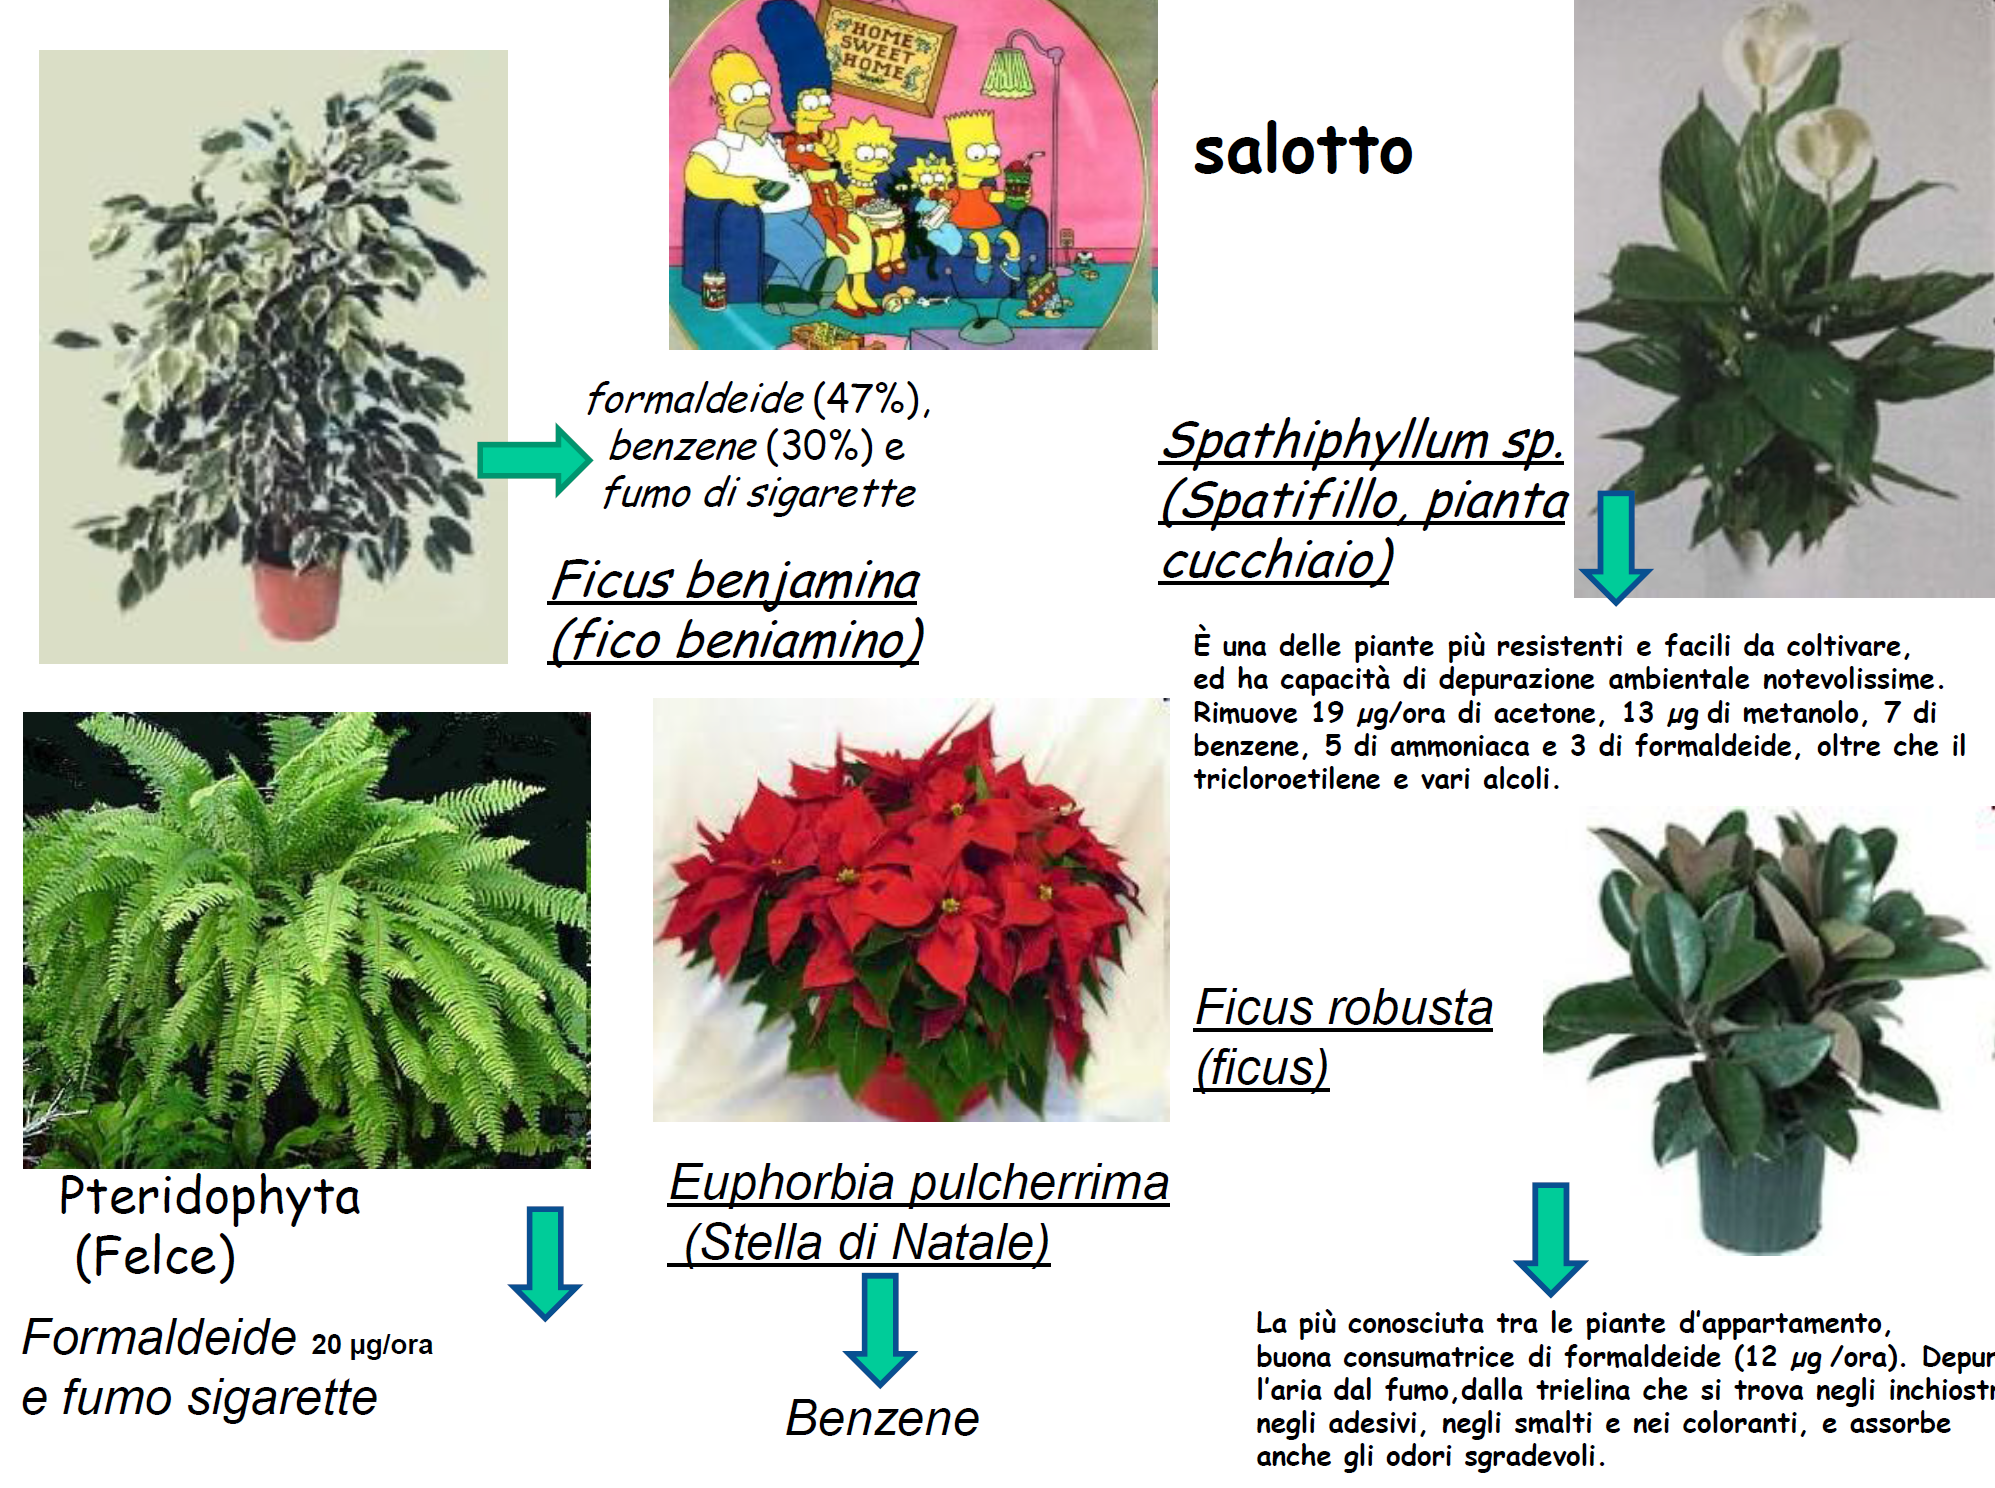 HOME
SWEET
HOME
salotto
formaldeide (47%),
benzene (30%) e
fumo di sigarette
Ficus benjamina
(fico beniamino)
Spathiphyllum sp.
(Spatifillo, pianta
cucchiaio)
È una delle piante più resistenti e facili da coltivare,
ed ha capacità di depurazione ambientale notevolissime.
Rimuove 19 µg/ora di acetone, 13 µg di metanolo, 7 di
benzene, 5 di ammoniaca e 3 di formaldeide, oltre che il
tricloroetilene e vari alcoli.
Pteridophyta
(Felce)
Formaldeide 20 µg/ora
e fumo sigarette
Euphorbia pulcherrima
(Stella di Natale)
Benzene
Ficus robusta
(ficus)
La più conosciuta tra le piante d'appartamento,
buona consumatrice di formaldeide (12 µg /ora). Depur
l'aria dal fumo,dalla trielina che si trova negli inchiostr
negli adesivi, negli smalti e nei coloranti, e assorbe
anche gli odori sgradevoli.